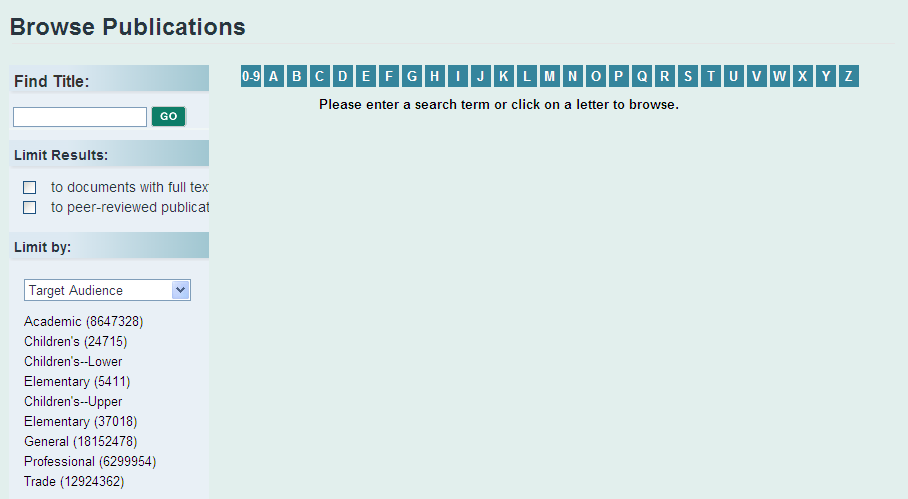 Browse Publications
Find Title:
GO
Limit Results:
to documents with full tex
to peer-reviewed publicat
Limit by:
Target Audience
Academic (8647328)
Children's (24715)
Children's--Lower
Elementary (5411)
Children's--Upper
Elementary (37018)
General (18152478)
Professional (6299954)
Trade (12924362)
0-9 A B C D E F G H I J K L M N O P Q R S T U V W X Y Z
Please enter a search term or click on a letter to browse.